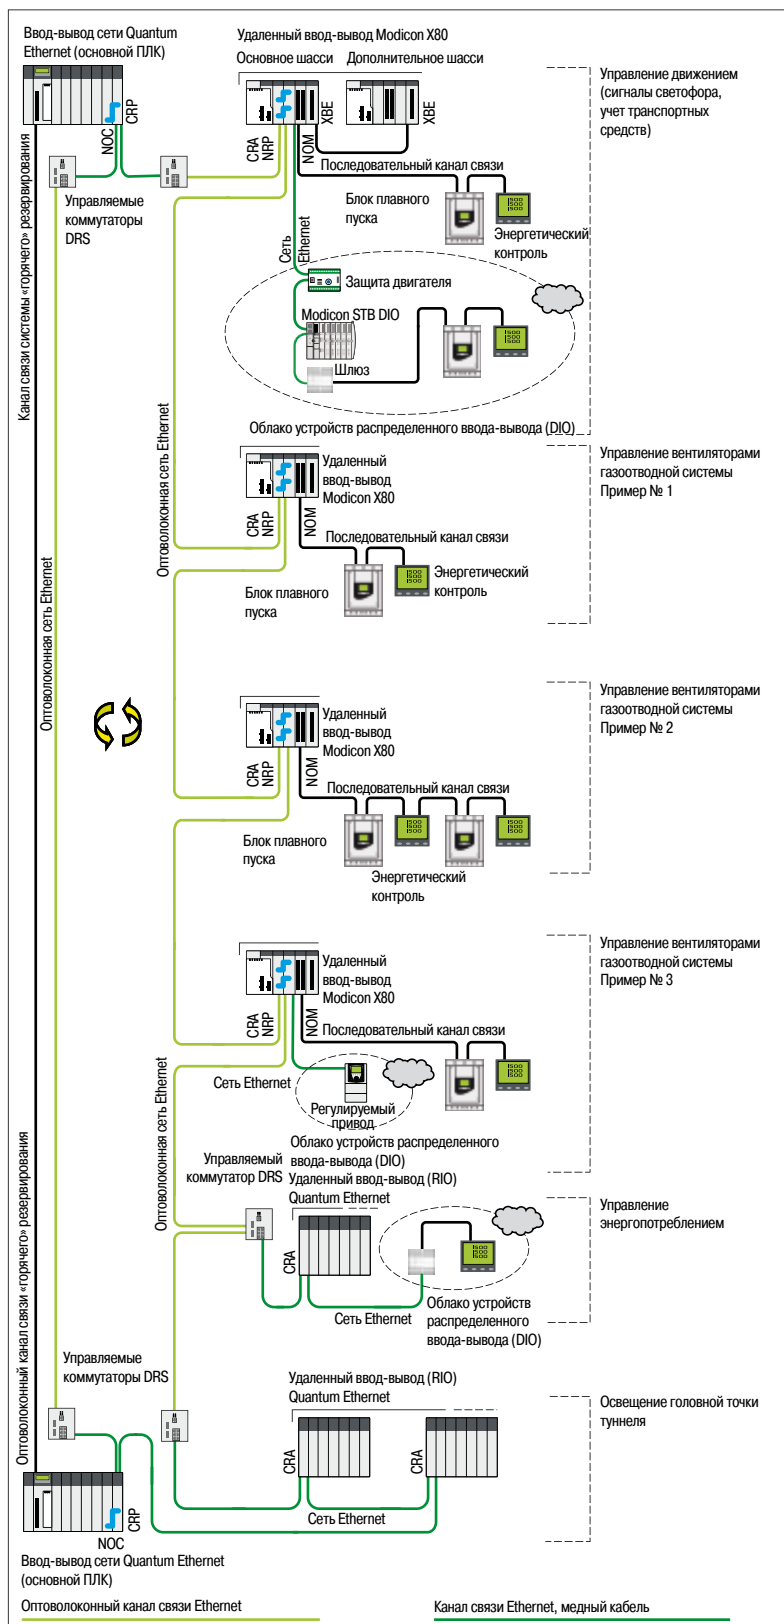 Ввод-вывод сети Quantum
Ethernet (основной ПЛК)
CRP
NOC
Удаленный ввод-вывод Modicon X80
Основное шасси
Дополнительное шасси
XBE
XBE
CRA
NRP
NOM
Последовательный канал связи
Блок плавного
пуска
Энергетический
контроль
Управление движением
(сигналы светофора,
учет транспортных
средств)
Управляемые
коммутаторы
DRS
Канал связи системы «горячего» резервирования
Сеть
Ethernet
Защита двигателя
Modicon STB DIO
Шлюз
Облако устройств распределенного ввода-вывода (DIO)
Оптоволоконная сеть Ethernet
Оптоволоконная сеть Ethernet
Удаленный
ввод-вывод
Modicon X80
CRA
NRP
NOM
Последовательный канал связи
Блок плавного
пуска
Энергетический
контроль
Управление вентиляторами
газоотводной системы
Пример № 1
Удаленный
ввод-вывод
Modicon X80
CRA
NRP
NOM
Последовательный канал связи
Блок плавного
пуска
Энергетический
контроль
Управление вентиляторами
газоотводной системы
Пример № 2
Удаленный
ввод-вывод
Modicon X80
CRA
NRP
NOM
Последовательный канал связи
Сеть Ethernet
Регулируемый
привод
Облако устройств распределенного
ввода-вывода (DIO)
Управление вентиляторами
газоотводной системы
Пример № 3
Оптоволоконная сеть Ethernet
Управляемый
коммутатор DRS
Удаленный ввод-вывод (RIO)
Quantum Ethernet
CRA
Сеть Ethernet
Облако устройств
распределенного
ввода-вывода (DIO)
Управление
энергопотреблением
Оптоволоконный канал связи «горячего» резервирования
Управляемые
коммутаторы DRS
Удаленный ввод-вывод (RIO)
Quantum Ethernet
CRA
CRA
Сеть Ethernet
Освещение головной точки
туннеля
CRP
NOC
Ввод-вывод сети Quantum Ethernet
(основной ПЛК)
Оптоволоконный канал связи Ethernet
Канал связи Ethernet, медный кабель